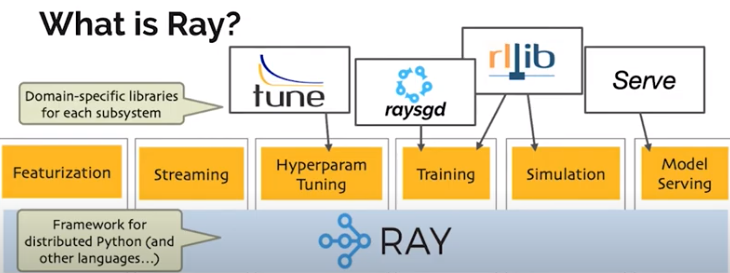 What is Ray?
Domain-specific libraries
for each subsystem
tune
raysgd
rllib
Serve
Featurization
Streaming
Hyperparam
Tuning
Training
Simulation
Model
Serving
Framework for
distributed Python (and
other languages...)
RAY